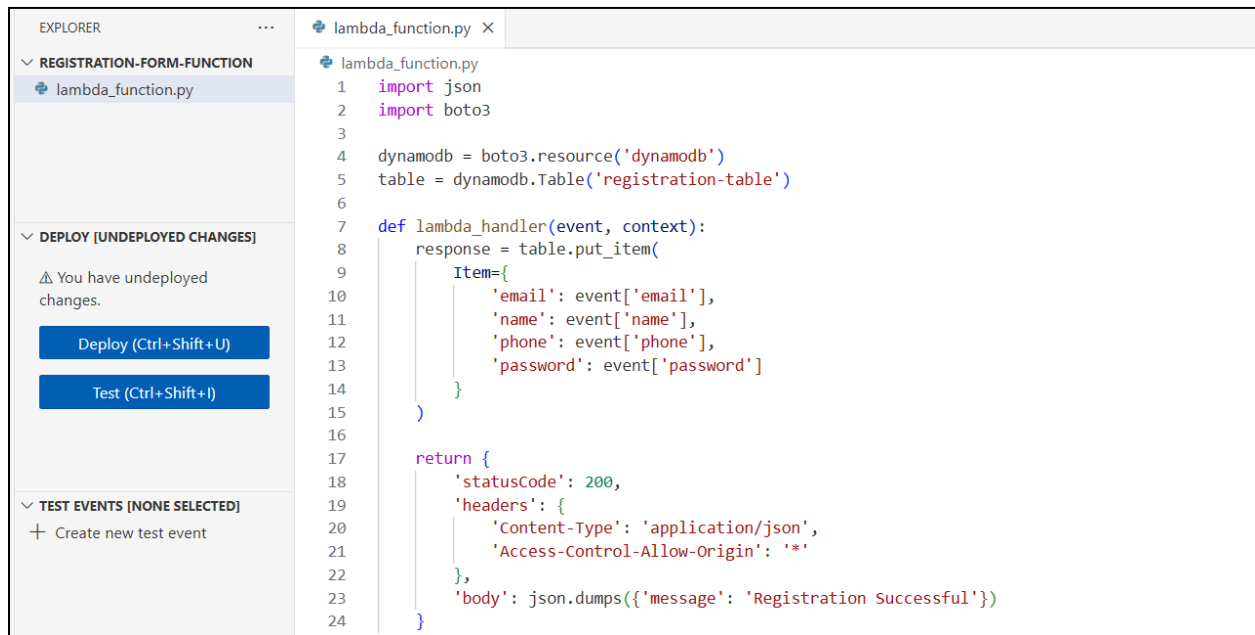 EXPLORER ...
REGISTRATION-FORM-FUNCTION
lambda_function.py
DEPLOY [UNDEPLOYED CHANGES]
⚠ You have undeployed
changes.
Deploy (Ctrl+Shift+U)
Test (Ctrl+Shift+I)
TEST EVENTS [NONE SELECTED]
+ Create new test event
lambda_function.py ×
lambda_function.py
1 import json
2 import boto3
3
4 dynamodb = boto3.resource('dynamodb')
5 table = dynamodb.Table('registration-table')
6
7 def lambda_handler(event, context):
8     response = table.put_item(
9         Item={
10             'email': event['email'],
11             'name': event['name'],
12             'phone': event['phone'],
13             'password': event['password']
14         }
15     )
16
17     return {
18         'statusCode': 200,
19         'headers': {
20             'Content-Type': 'application/json',
21             'Access-Control-Allow-Origin': '*'
22         },
23         'body': json.dumps({'message': 'Registration Successful'})
24     }